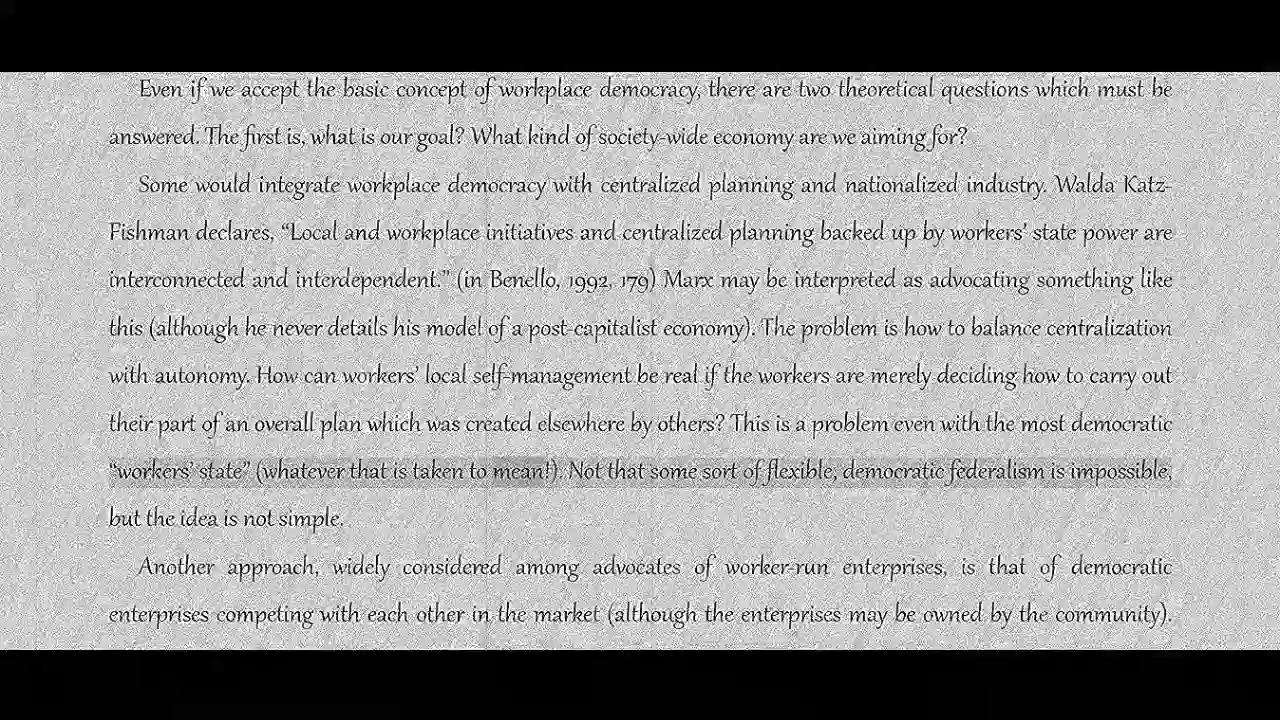 Even if we accept the basic concept of workplace democracy, there are two theoretical questions which must be
answered. The first is, what is our goal? What kind of society-wide economy are we aiming for?
Some would integrate workplace democracy with centralized planning and nationalized industry. Walda Katz-
Fishman declares, “Local and workplace initiatives and centralized planning backed up by workers’ state power are
interconnected and interdependent.” (in Benello, 1992, 179) Marx may be interpreted as advocating something like
this (although he never details his model of a post-capitalist economy). The problem is how to balance centralization
with autonomy. How can workers’ local self-management be real if the workers are merely deciding how to carry out
their part of an overall plan which was created elsewhere by others? This is a problem even with the most democratic
“workers’ state” (whatever that is taken to mean!). Not that some sort of flexible, democratic federalism is impossible,
but the idea is not simple.
Another approach, widely considered among advocates of worker-run enterprises, is that of democratic
enterprises competing with each other in the market (although the enterprises may be owned by the community).